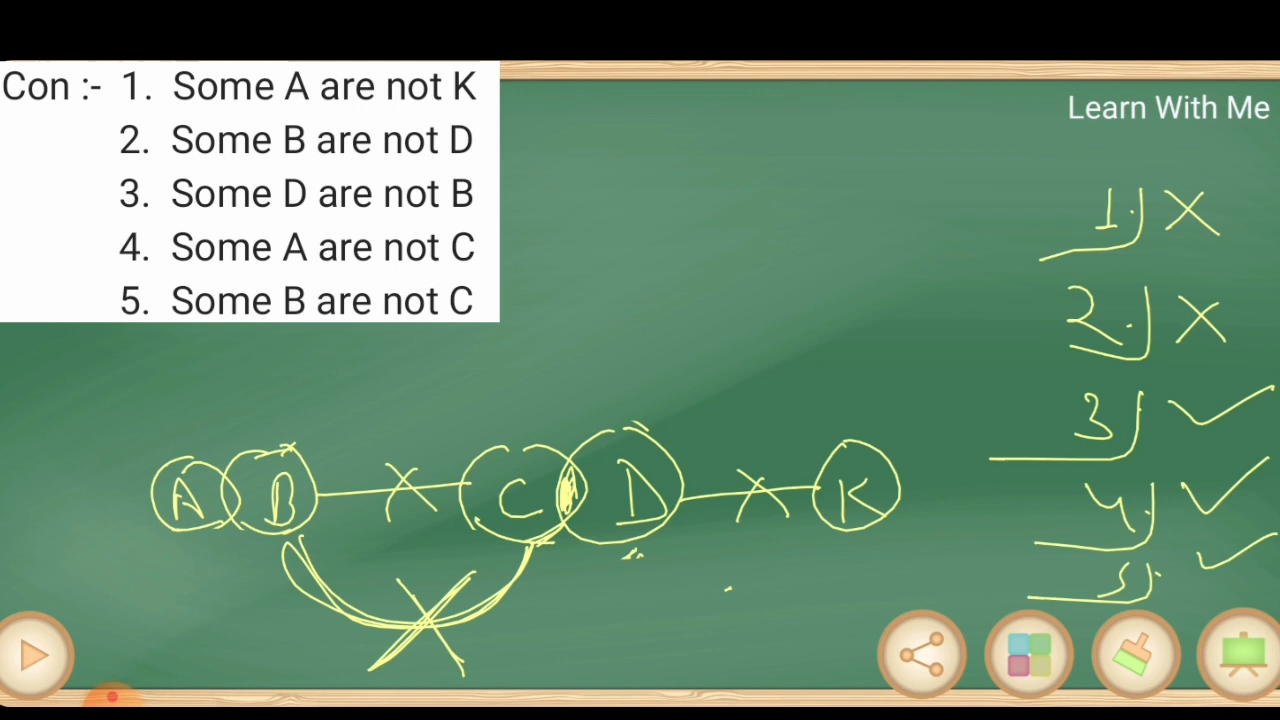 Con :- 1. Some A are not K
2. Some B are not D
3. Some D are not B
4. Some A are not C
5. Some B are not C
Learn With Me
1.) X
2.) X
3) ✓
4.) ✓
5.) ✓
A B X C D X K
X